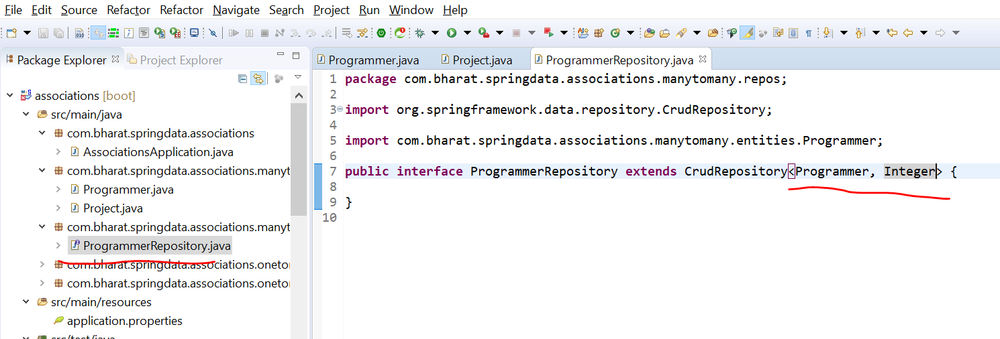 File Edit Source Refactor Refactor Navigate Search Project Run Window Help
Package Explorer Project Explorer
associations [boot]
src/main/java
com.bharat.springdata.associations
AssociationsApplication.java
com.bharat.springdata.associations.manyt
Programmer.java
Project.java
com.bharat.springdata.associations.manyt
ProgrammerRepository.java
com.bharat.springdata.associations.oneto
com.bharat.springdata.associations.oneto
src/main/resources
application.properties
src/test/java
Programmer.java Project.java ProgrammerRepository.java
1 package com.bharat.springdata.associations.manytomany.repos;
2
3 import org.springframework.data.repository.CrudRepository;
4
5 import com.bharat.springdata.associations.manytomany.entities.Programmer;
6
7 public interface ProgrammerRepository extends CrudRepository<Programmer, Integer> {
8
9 }
10